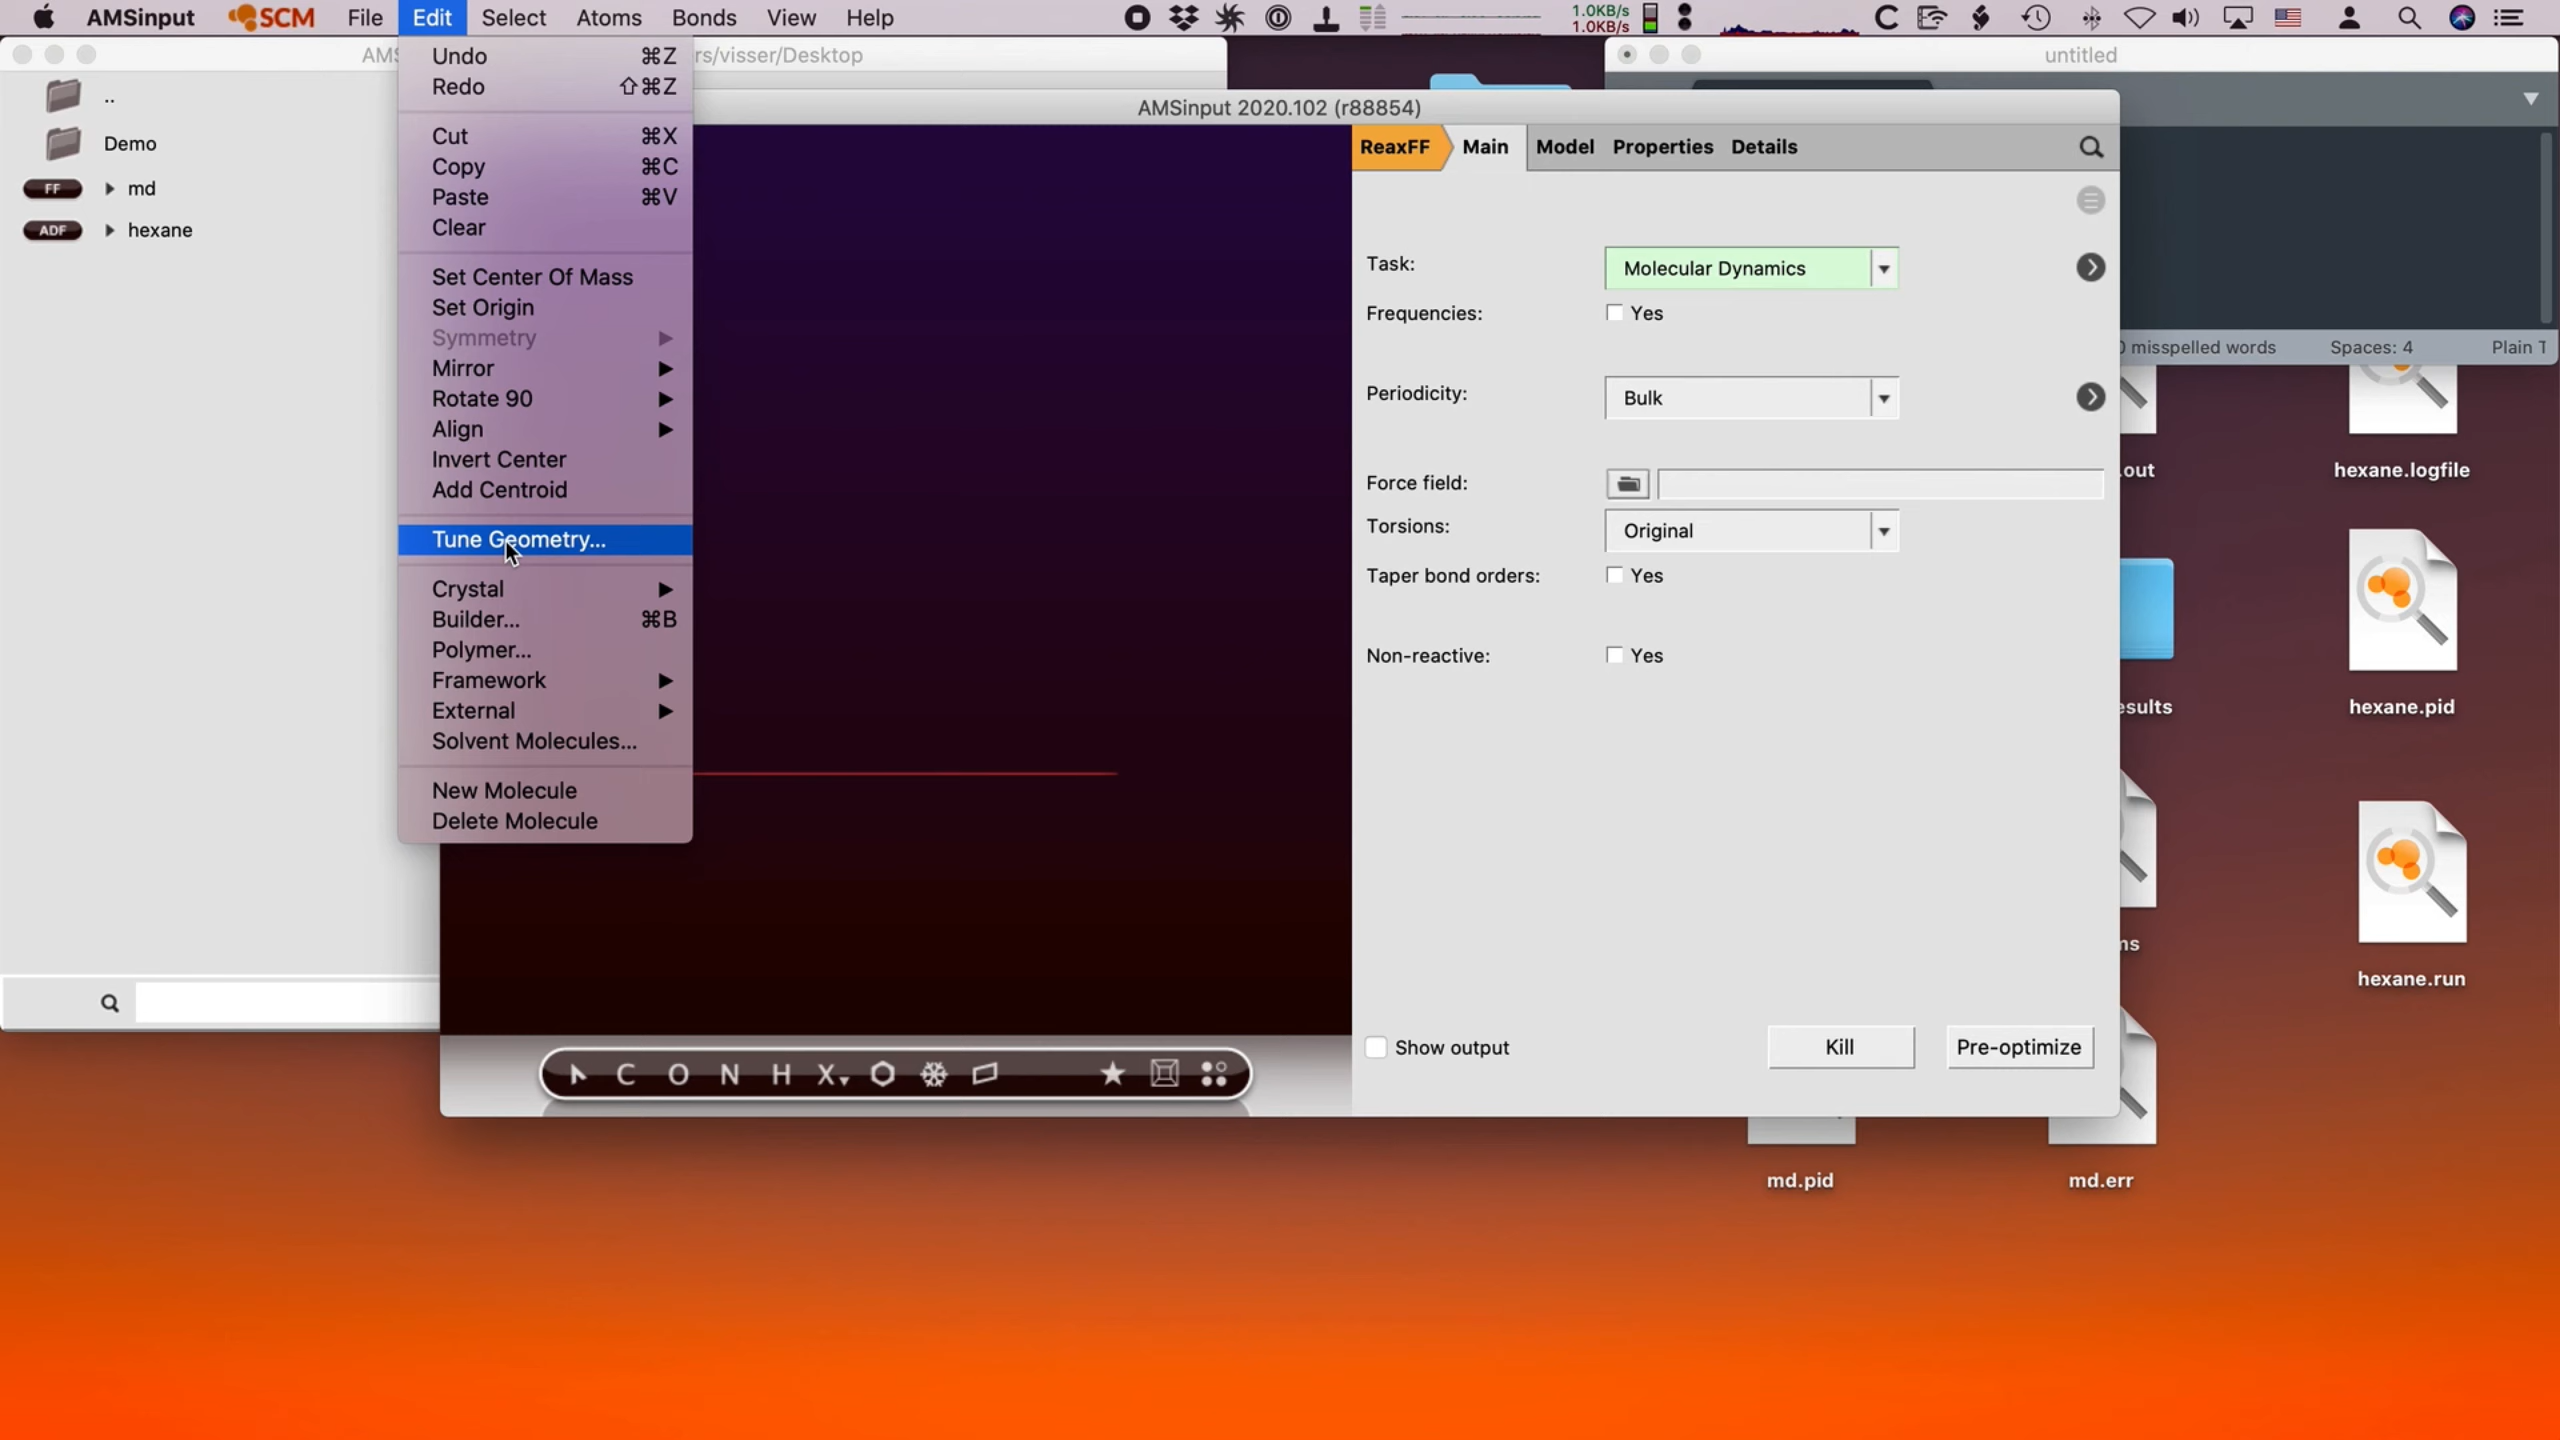 AMSinput SCM File Edit Select Atoms Bonds View Help
1.0KB/s
1.0KB/s
AMS
rs/visser/Desktop
untitled
..
Demo
FF md
ADF hexane
Undo ⌘Z
Redo ⇧⌘Z
Cut ⌘X
Copy ⌘C
Paste ⌘V
Clear
Set Center Of Mass
Set Origin
Symmetry
Mirror
Rotate 90
Align
Invert Center
Add Centroid
Tune Geometry...
Crystal
Builder... ⌘B
Polymer...
Framework
External
Solvent Molecules...
New Molecule
Delete Molecule
AMSinput 2020.102 (r88854)
ReaxFF Main Model Properties Details
Task: Molecular Dynamics
Frequencies: Yes
Periodicity: Bulk
Force field:
Torsions: Original
Taper bond orders: Yes
Non-reactive: Yes
Show output Kill Pre-optimize
C O N H X
misspelled words Spaces: 4 Plain T
.out
hexane.logfile
esults
hexane.pid
ms
hexane.run
md.pid
md.err